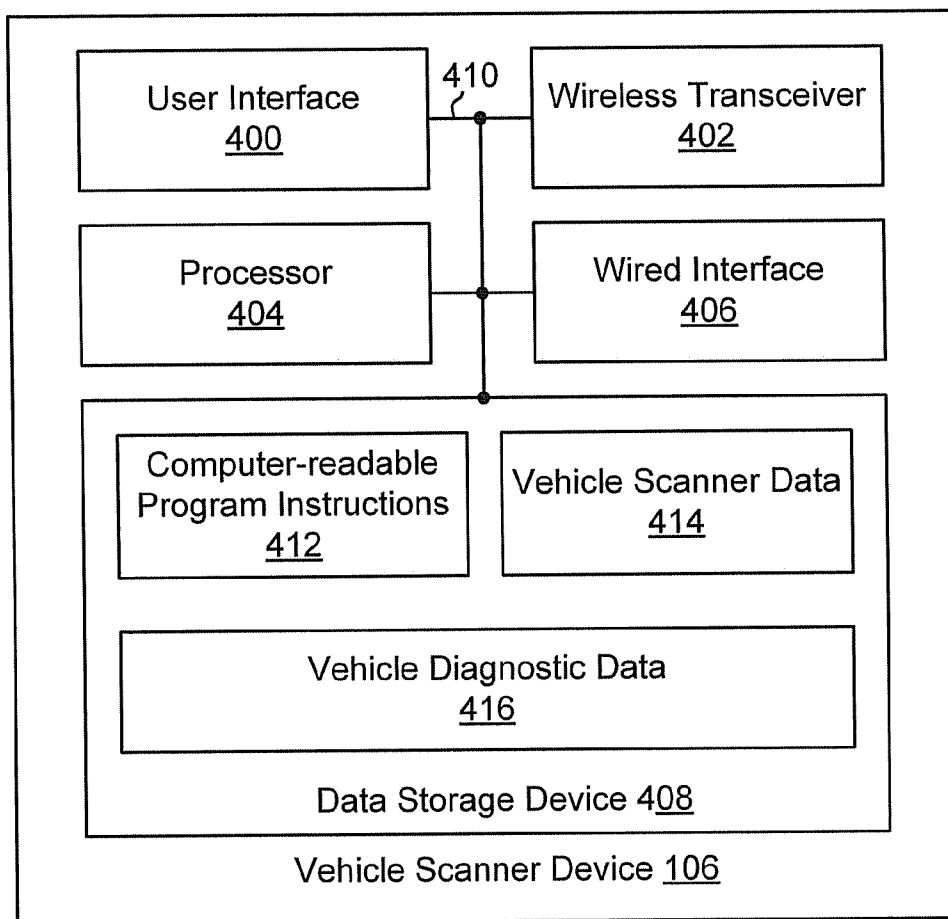 User Interface
400
410
Wireless Transceiver
402
Processor
404
Wired Interface
406
Computer-readable
Program Instructions
412
Vehicle Scanner Data
414
Vehicle Diagnostic Data
416
Data Storage Device 408
Vehicle Scanner Device 106